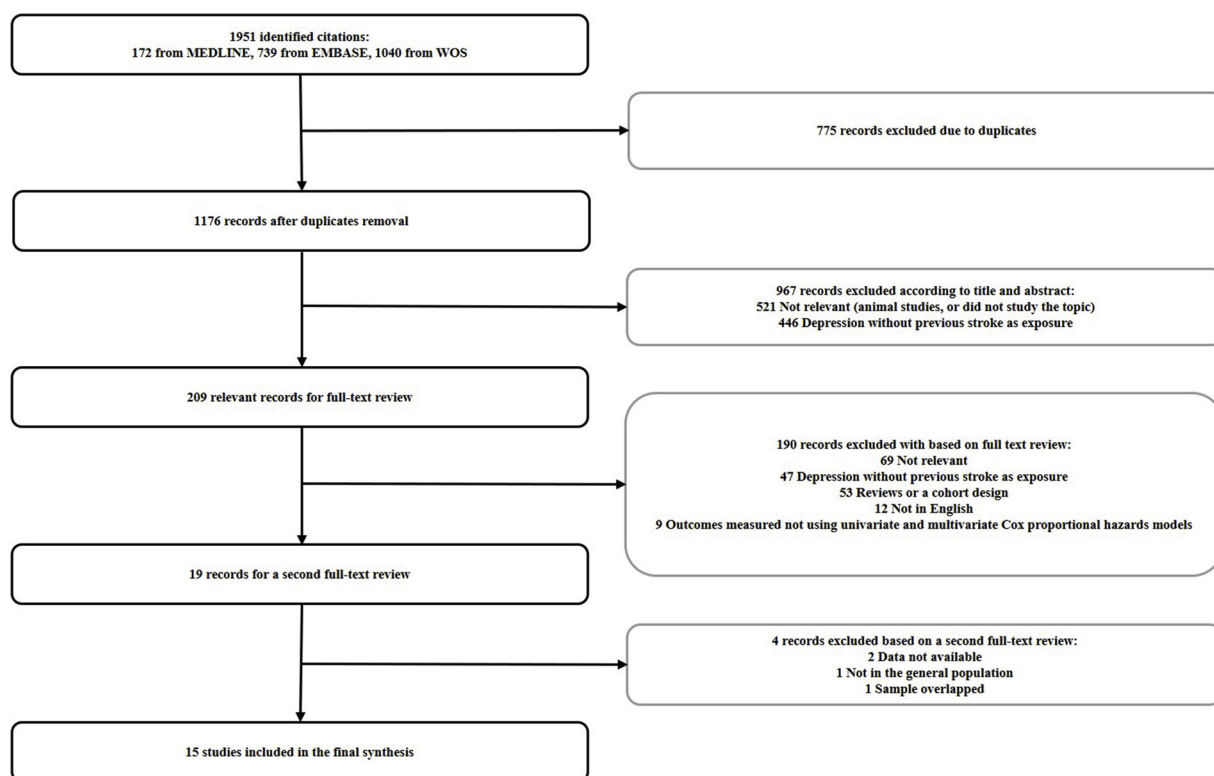 1951 identified citations:
172 from MEDLINE, 739 from EMBASE, 1040 from WOS
775 records excluded due to duplicates
1176 records after duplicates removal
967 records excluded according to title and abstract:
521 Not relevant (animal studies, or did not study the topic)
446 Depression without previous stroke as exposure
209 relevant records for full-text review
190 records excluded with based on full text review:
69 Not relevant
47 Depression without previous stroke as exposure
53 Reviews or a cohort design
12 Not in English
9 Outcomes measured not using univariate and multivariate Cox proportional hazards models
19 records for a second full-text review
4 records excluded based on a second full-text review:
2 Data not available
1 Not in the general population
1 Sample overlapped
15 studies included in the final synthesis